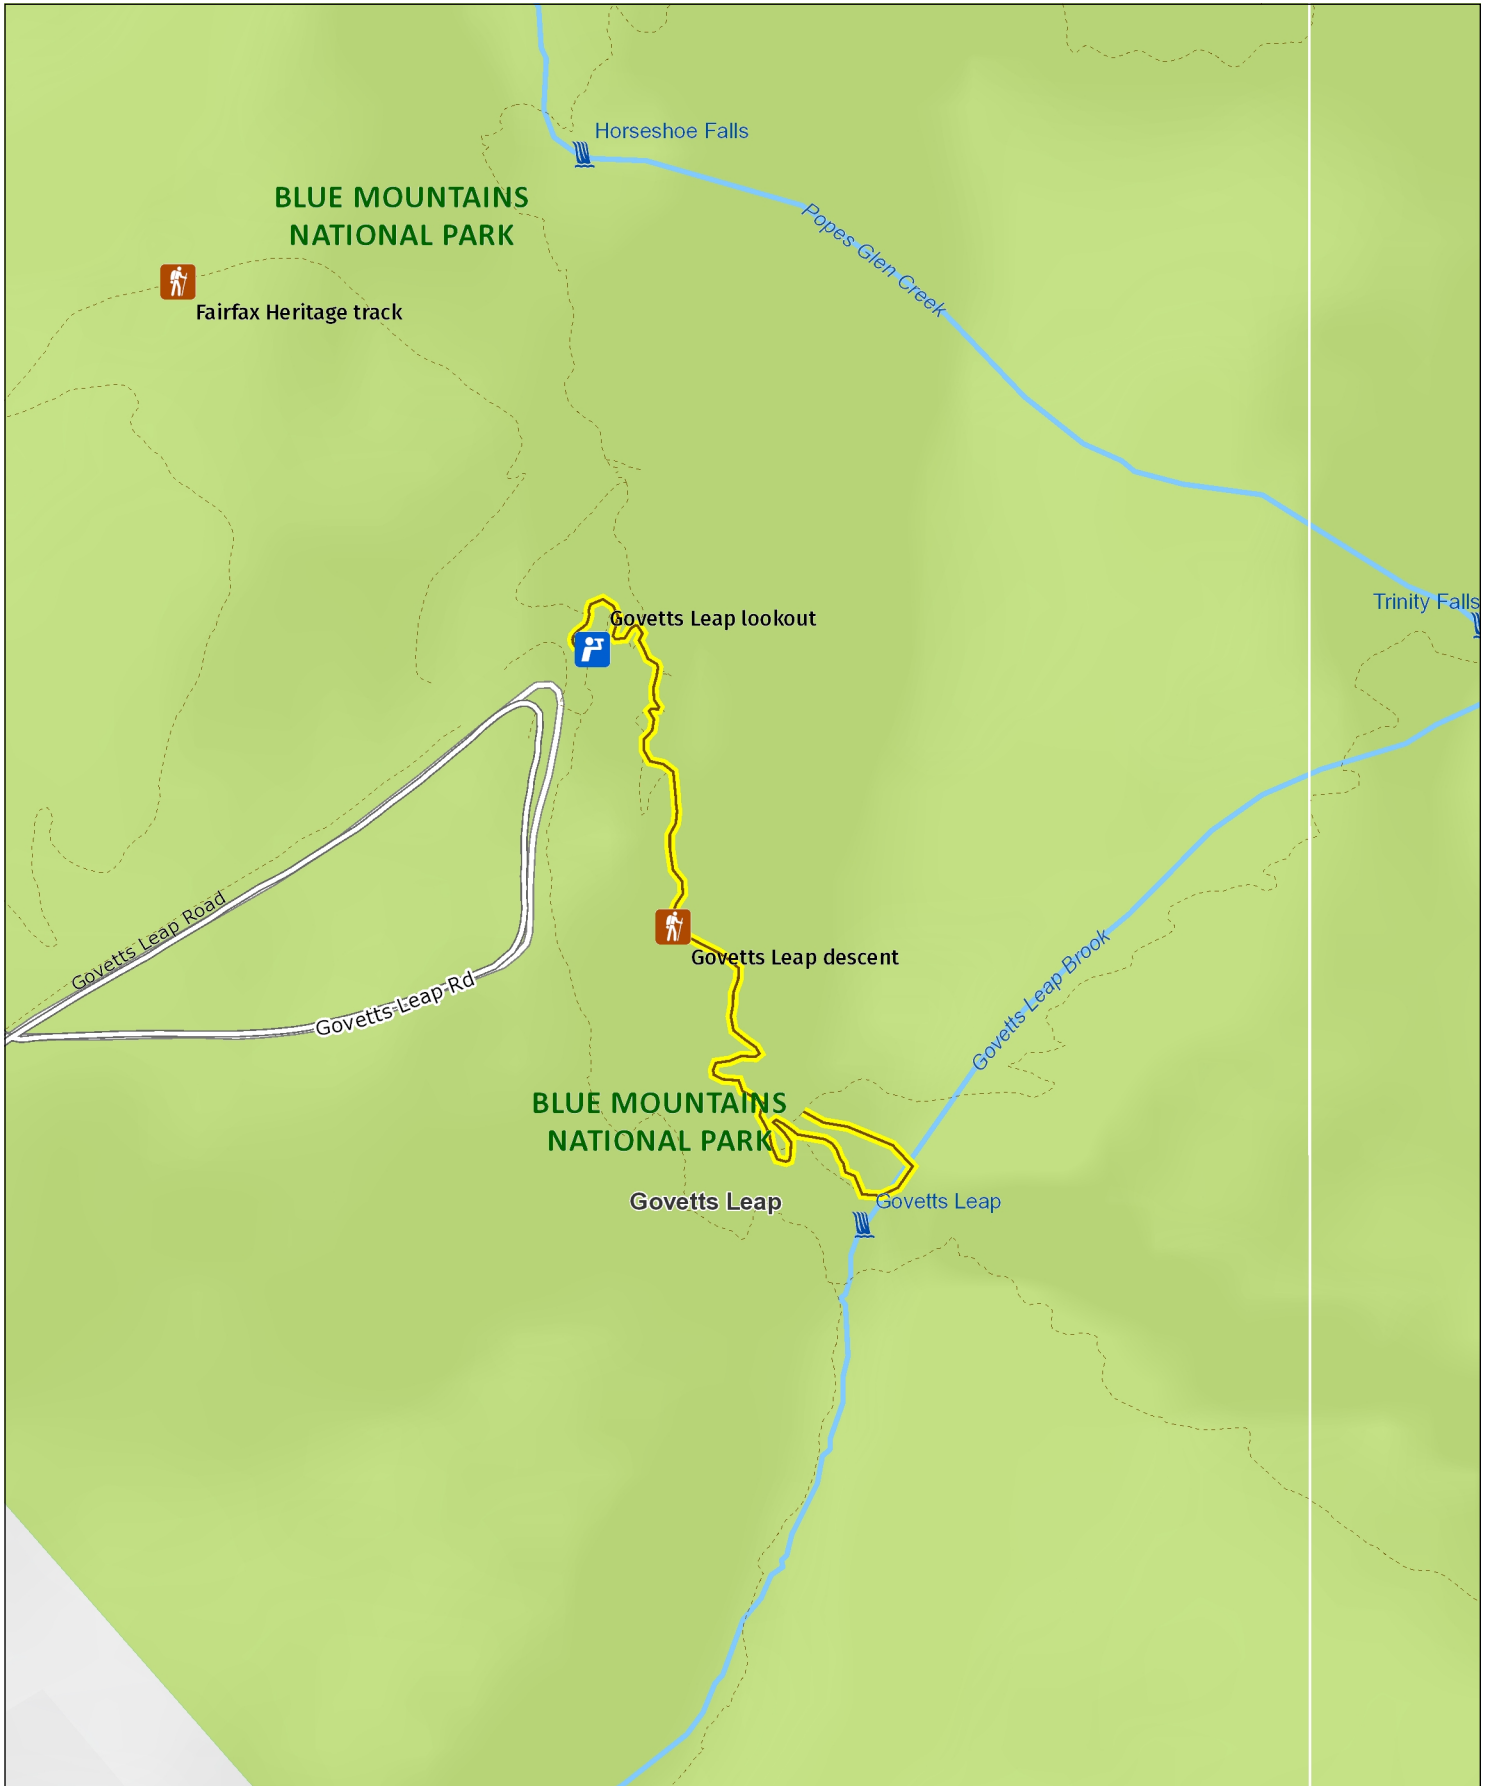 Horseshoe Falls
BLUE MOUNTAINS
NATIONAL PARK
Popes Glen Creek
Fairfax Heritage track
Trinity Falls
Govetts Leap lookout
Govetts Leap Road
Govetts Leap Rd
Govetts Leap descent
Govetts Leap Brook
BLUE MOUNTAINS
NATIONAL PARK
Govetts Leap
Govetts Leap